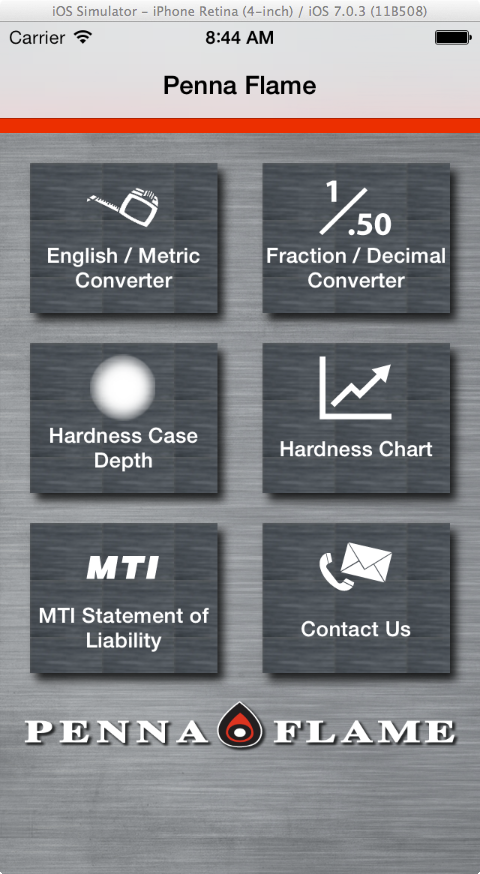 iOS Simulator – iPhone Retina (4-inch) / iOS 7.0.3 (11B508)
Carrier 8:44 AM
Penna Flame
1/.50
English / Metric
Converter
Fraction / Decimal
Converter
Hardness Case
Depth
Hardness Chart
MTI
MTI Statement of
Liability
Contact Us
PENNA FLAME